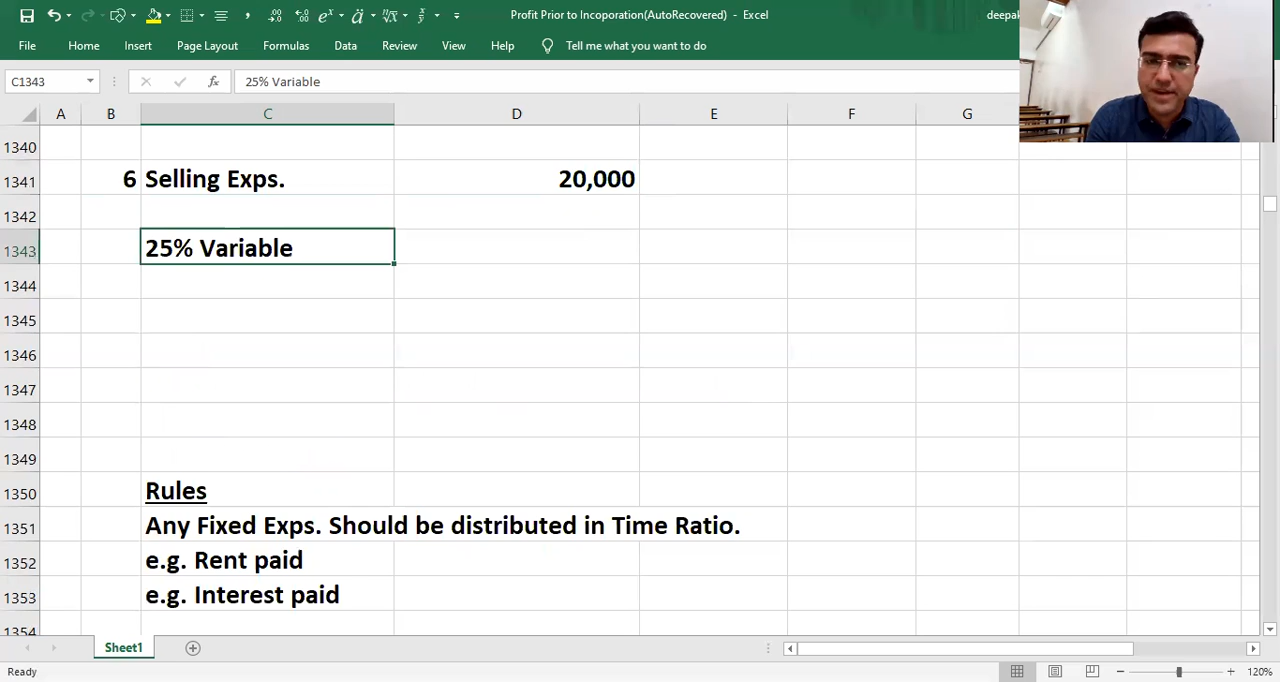 Profit Prior to Incoporation(AutoRecovered) - Excel
deepak
File Home Insert Page Layout Formulas Data Review View Help Tell me what you want to do
C1343 fx 25% Variable
A B C D E F G
1340
1341 6 Selling Exps. 20,000
1342
1343 25% Variable
1344
1345
1346
1347
1348
1349
1350 Rules
1351 Any Fixed Exps. Should be distributed in Time Ratio.
1352 e.g. Rent paid
1353 e.g. Interest paid
1354
Sheet1
Ready 120%